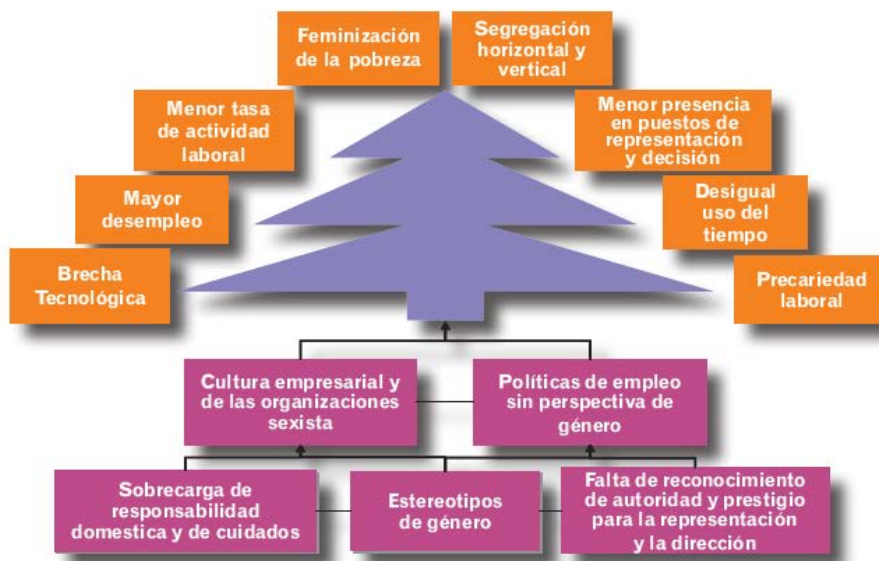 Feminización
de la pobreza
Segregación
horizontal y
vertical
Menor tasa
de actividad
laboral
Menor presencia
en puestos de
representación
y decisión
Mayor
desempleo
Desigual
uso del
tiempo
Brecha
Tecnológica
Precariedad
laboral
Cultura empresarial y
de las organizaciones
sexista
Políticas de empleo
sin perspectiva de
género
Sobrecarga de
responsabilidad
domestica y de cuidados
Estereotipos
de género
Falta de reconocimiento
de autoridad y prestigio
para la representación
y la dirección